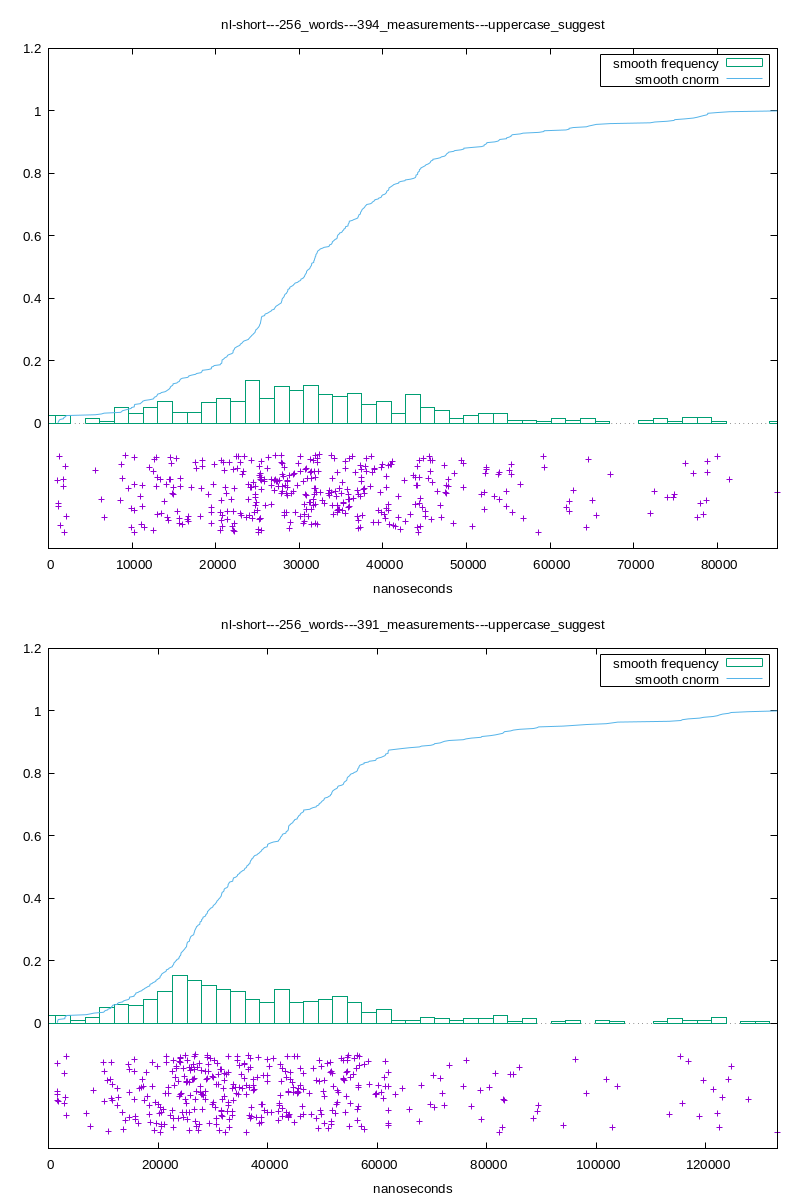 nl-short---256_words---394_measurements---uppercase_suggest
1.2
smooth frequency
smooth cnorm
1
0.8
0.6
0.4
0.2
0
0 10000 20000 30000 40000 50000 60000 70000 80000
nanoseconds
nl-short---256_words---391_measurements---uppercase_suggest
1.2
smooth frequency
smooth cnorm
1
0.8
0.6
0.4
0.2
0
0 20000 40000 60000 80000 100000 120000
nanoseconds